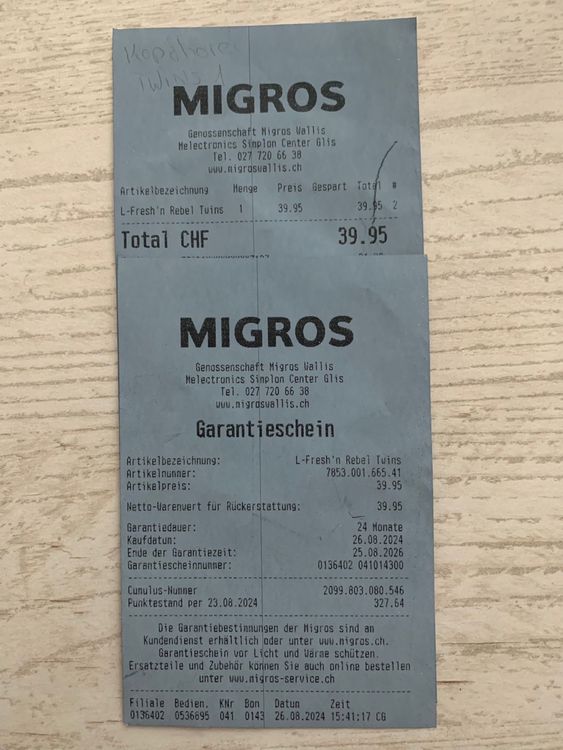 MIGROS
Genossenschaft Migros Wallis
Melectronics Simplon Center Glis
Tel. 027 720 66 38
www.migroswallis.ch
Artikelbezeichnung Menge Preis Gespart Total #
L-Fresh'n Rebel Twins 1 39.95 39.95 2
Total CHF 39.95
MIGROS
Genossenschaft Migros Wallis
Melectronics Simplon Center Glis
Tel. 027 720 66 38
www.migroswallis.ch
Garantieschein
Artikelbezeichnung: L-Fresh'n Rebel Twins
Artikelnummer: 7853.001.665.41
Artikelpreis: 39.95
Netto-Warenwert für Rückerstattung: 39.95
Garantiedauer: 24 Monate
Kaufdatum: 26.08.2024
Ende der Garantiezeit: 25.08.2026
Garantiescheinnummer: 0136402 041014300
Cumulus-Nummer 2099.803.080.546
Punktestand per 23.08.2024 327.64
Die Garantiebestimmungen der Migros sind am
Kundendienst erhältlich oder unter www.migros.ch.
Garantieschein vor Licht und Wärme schützen.
Ersatzteile und Zubehör können Sie auch online bestellen
unter www.migros-service.ch
Filiale Bedien. KNr Bon Datum Zeit
0136402 0536895 041 0143 26.08.2024 15:41:17 CG